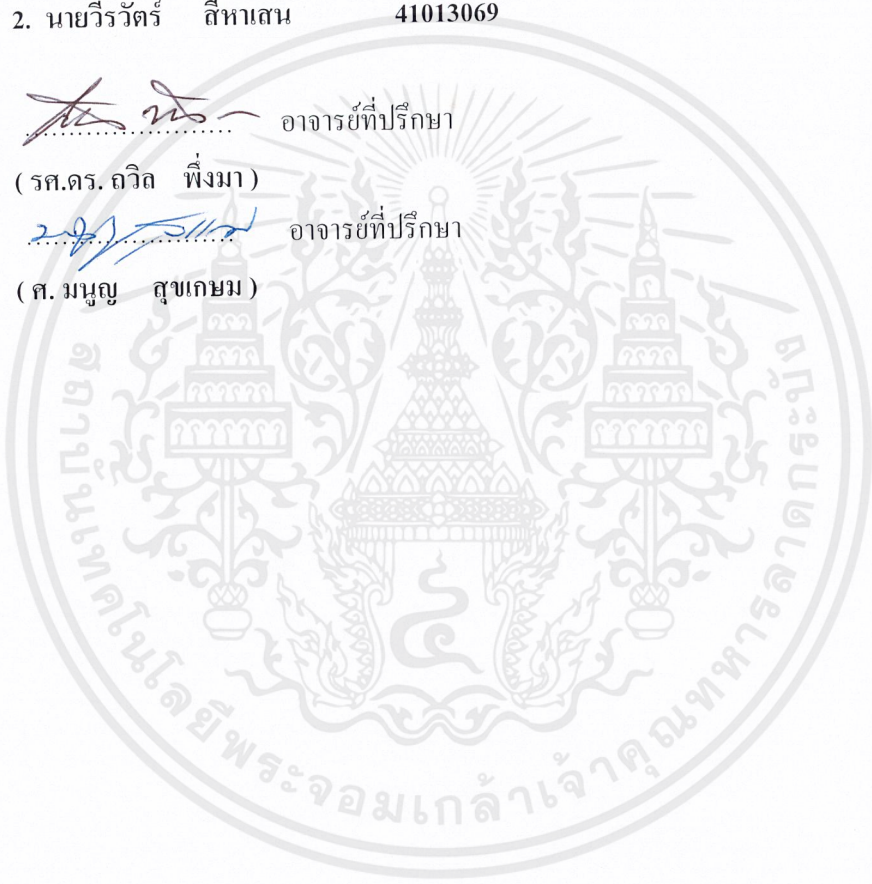 2. นายวีรวัตร์ สีหาเสน 41013069
อาจารย์ที่ปรึกษา
( รศ.ดร. ถวิล พึ่งมา )
อาจารย์ที่ปรึกษา
( ศ. มนูญ สุขเกษม )
สถาบันเทคโนโลยีพระจอมเกล้าเจ้าคุณทหารลาดกระบัง